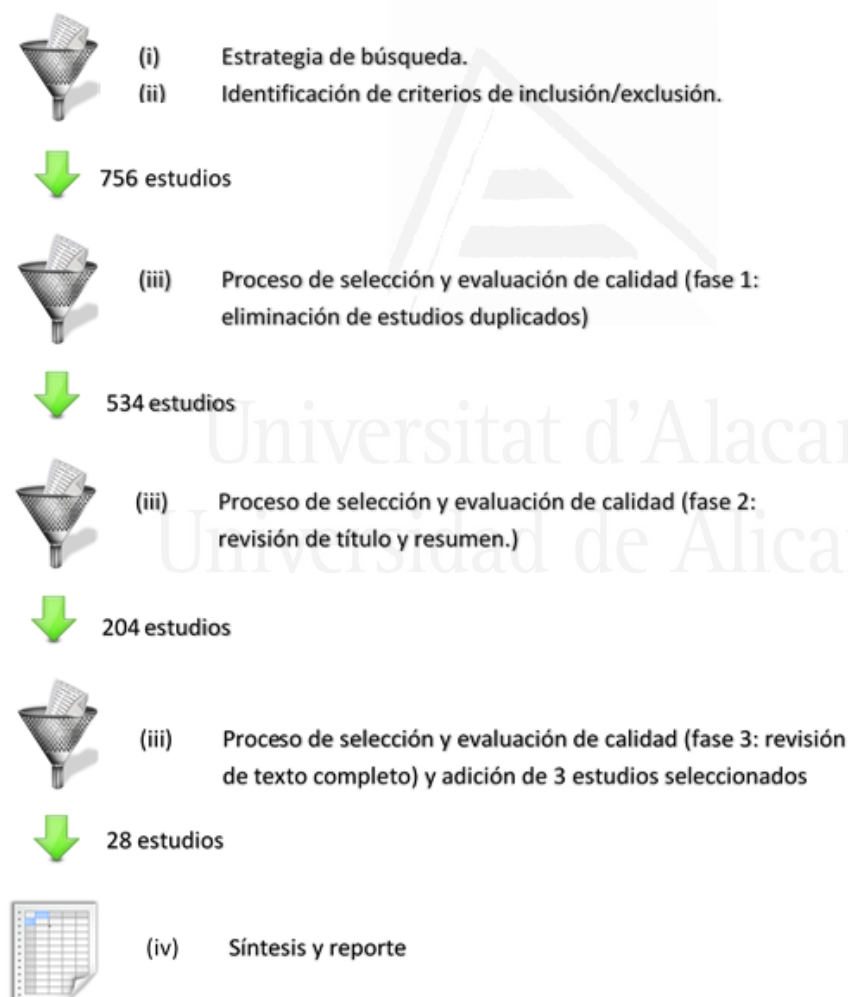 (i) Estrategia de búsqueda.
(ii) Identificación de criterios de inclusión/exclusión.
756 estudios
(iii) Proceso de selección y evaluación de calidad (fase 1:
eliminación de estudios duplicados)
534 estudios
Universitat d'Alacan
(iii) Proceso de selección y evaluación de calidad (fase 2:
revisión de título y resumen.)
Universidad de Alican
204 estudios
(iii) Proceso de selección y evaluación de calidad (fase 3: revisión
de texto completo) y adición de 3 estudios seleccionados
28 estudios
(iv) Síntesis y reporte